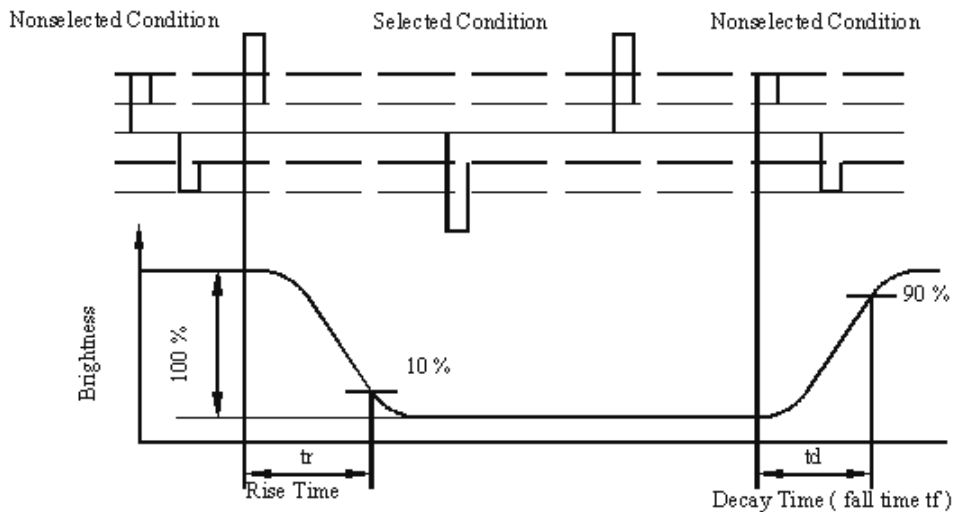 Nonselected Condition
Selected Condition
Nonselected Condition
Brightness
100 %
10 %
90 %
tr
td
Rise Time
Decay Time ( fall time tf )